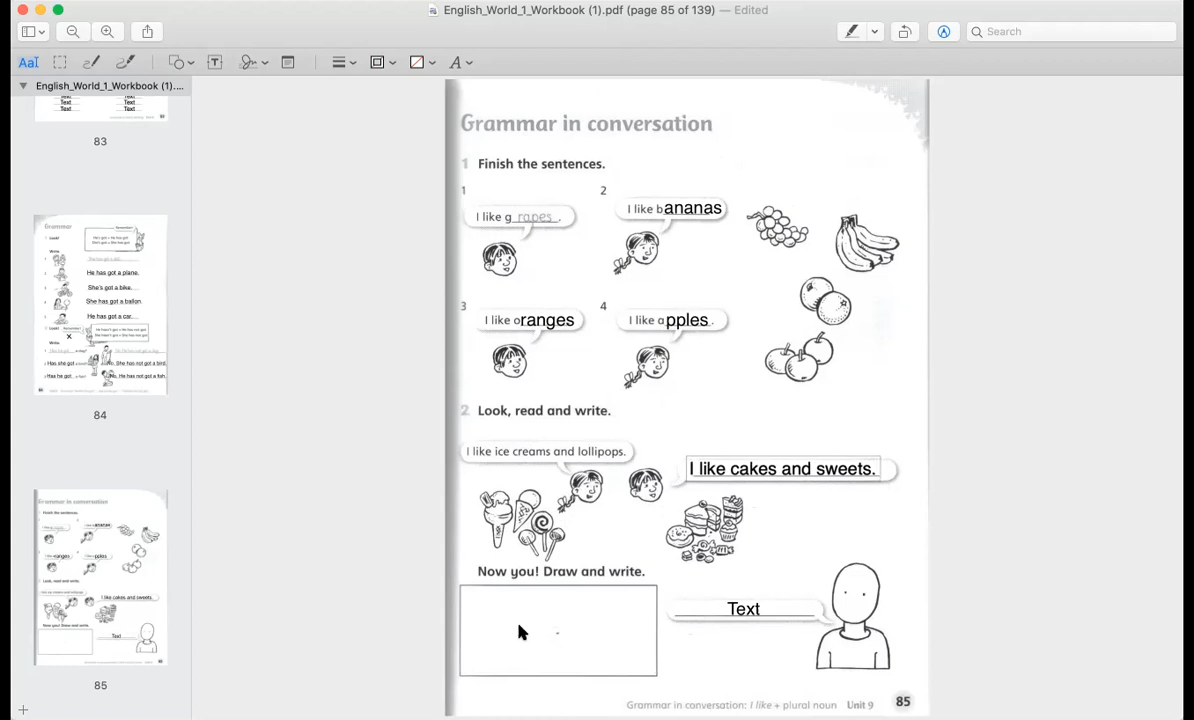 English_World_1_Workbook (1).pdf (page 85 of 139) — Edited
Search
English_World_1_Workbook (1)....
83
84
85
Grammar in conversation
1 Finish the sentences.
1
I like g rapes .
2
I like bananas
3
I like oranges
4
I like apples.
2 Look, read and write.
I like ice creams and lollipops.
I like cakes and sweets.
Now you! Draw and write.
Text
Grammar in conversation: I like + plural noun Unit 9 85